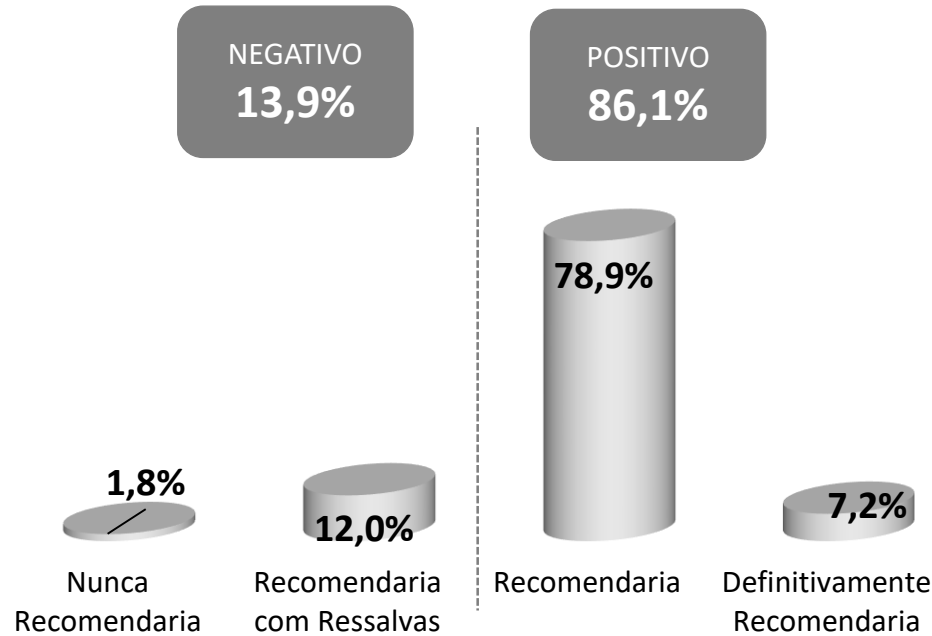 NEGATIVO
13,9%
POSITIVO
86,1%
1,8%
12,0%
78,9%
7,2%
Nunca
Recomendaria
Recomendaria
com Ressalvas
Recomendaria
Definitivamente
Recomendaria